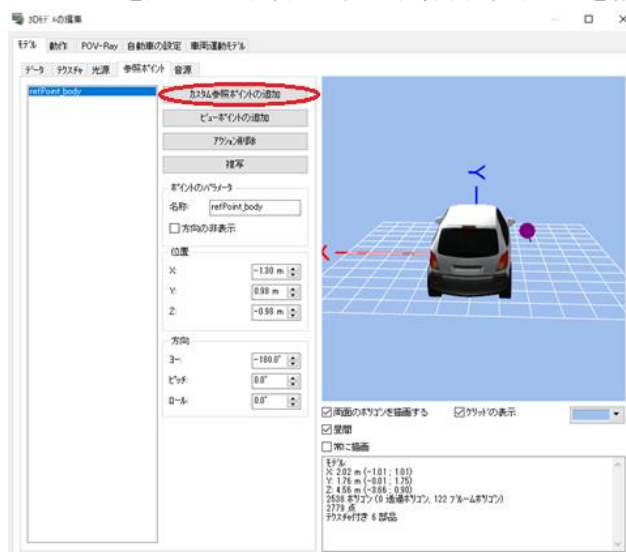 3Dﾓﾃﾞﾙの編集
ﾓﾃﾞﾙ 動作 POV-Ray 自動車の設定 車両運動ﾓﾃﾞﾙ
ﾃﾞｰﾀ ﾃｸｽﾁｬ 光源 参照ﾎﾟｲﾝﾄ 音源
refPoint_body
ｶｽﾀﾑ参照ﾎﾟｲﾝﾄの追加
ﾋﾞｭｰﾎﾟｲﾝﾄの追加
ｱｸｼｮﾝ削除
複写
ﾎﾟｲﾝﾄのﾊﾟﾗﾒｰﾀ
名称: refPoint_body
方向の非表示
位置
X: -1.30 m
Y: 0.98 m
Z: -0.98 m
方向
ﾖｰ: -180.0°
ﾋﾟｯﾁ: 0.0°
ﾛｰﾙ: 0.0°
Y
X
両面のﾎﾟﾘｺﾞﾝを描画する ｸﾞﾘｯﾄﾞの表示
昼間
常に描画
ﾓﾃﾞﾙ:
X: 2.02 m (-1.01 ; 1.01)
Y: 1.76 m (-0.01 ; 1.75)
Z: 4.56 m (-3.66 ; 0.90)
2538 ﾎﾟﾘｺﾞﾝ (0 透過ﾎﾟﾘｺﾞﾝ, 122 ﾌﾚｰﾑﾎﾟﾘｺﾞﾝ)
2779 点
ﾃｸｽﾁｬ付き 6 部品